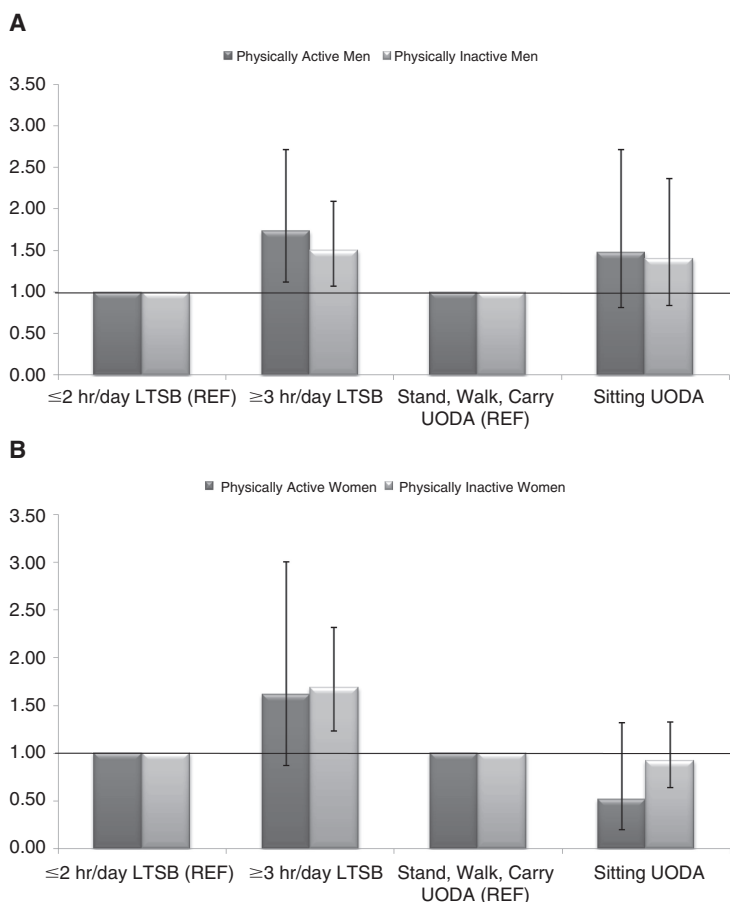 A
Physically Active Men Physically Inactive Men
3.50
3.00
2.50
2.00
1.50
1.00
0.50
0.00
≤2 hr/day LTSB (REF) ≥3 hr/day LTSB Stand, Walk, Carry Sitting UODA
UODA (REF)
B
Physically Active Women Physically Inactive Women
3.50
3.00
2.50
2.00
1.50
1.00
0.50
0.00
≤2 hr/day LTSB (REF) ≥3 hr/day LTSB Stand, Walk, Carry Sitting UODA
UODA (REF)